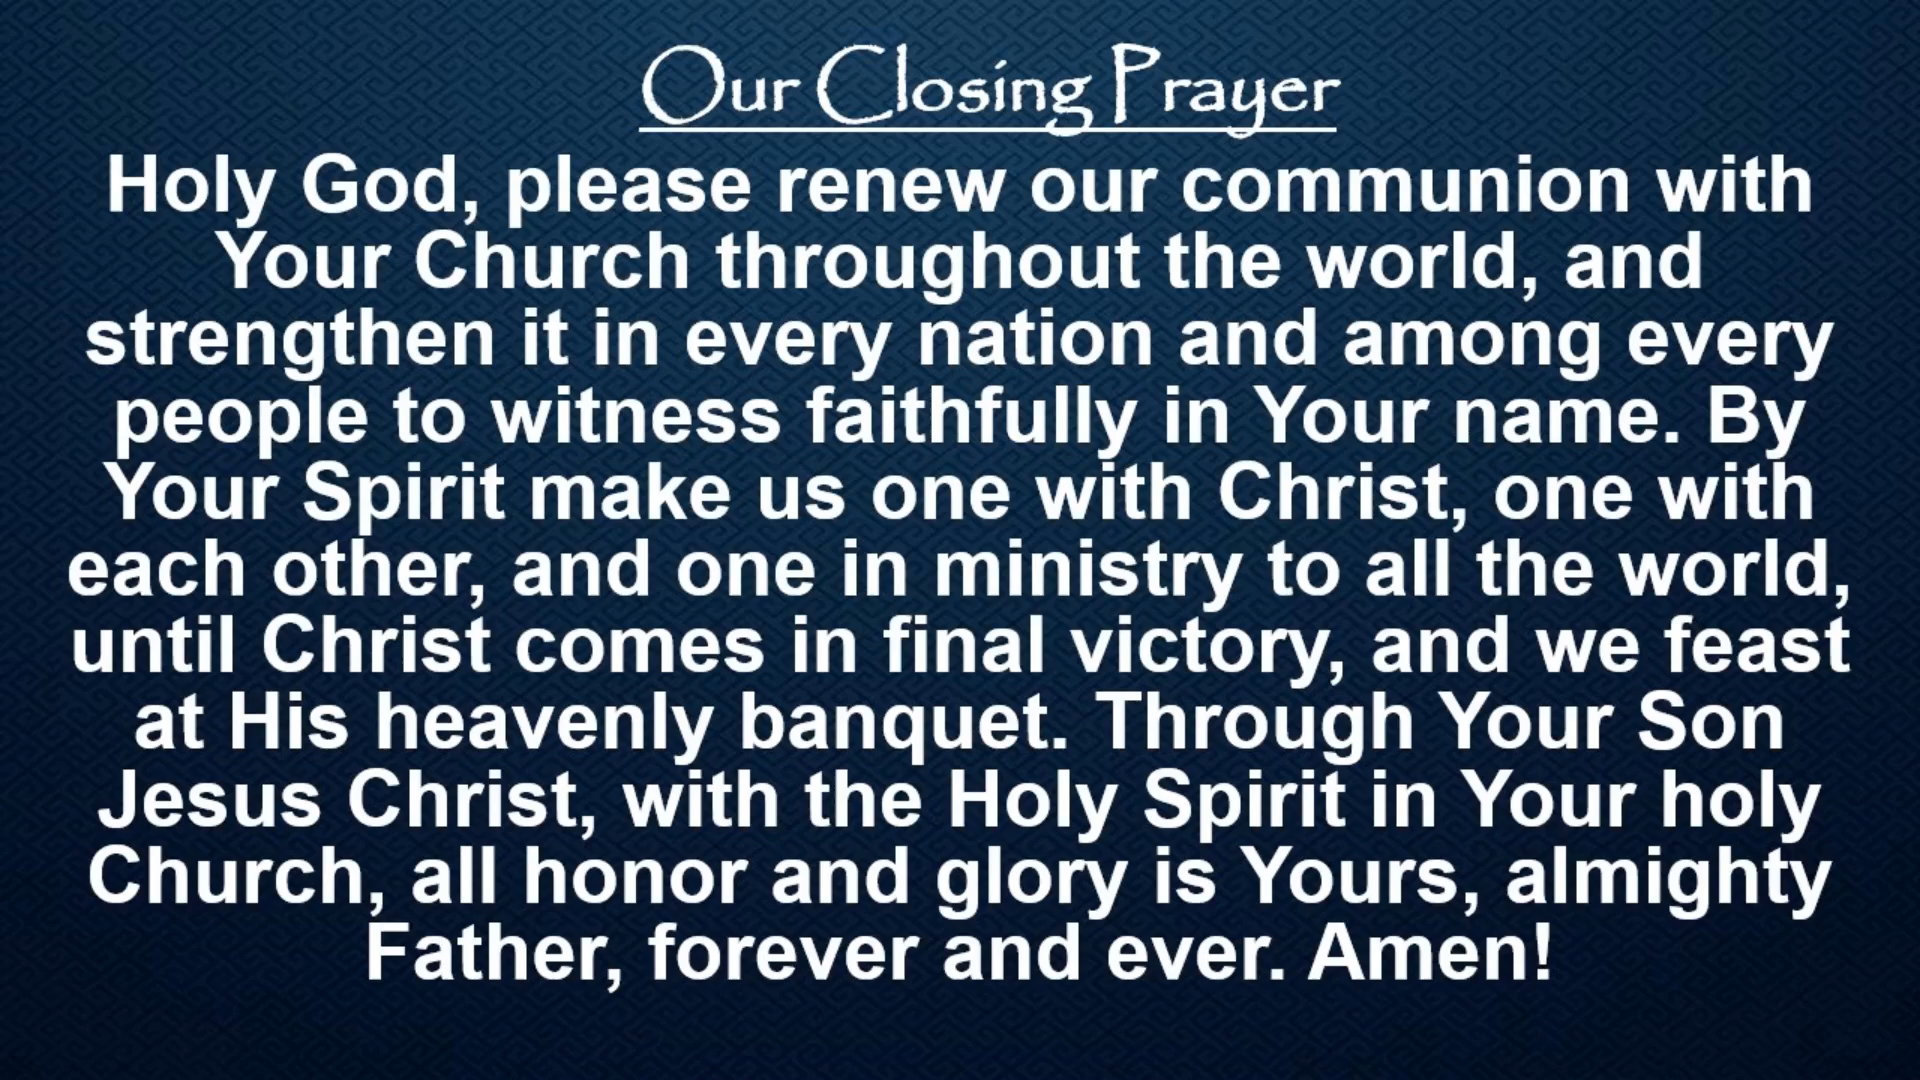 Our Closing Prayer
Holy God, please renew our communion with
Your Church throughout the world, and
strengthen it in every nation and among every
people to witness faithfully in Your name. By
Your Spirit make us one with Christ, one with
each other, and one in ministry to all the world,
until Christ comes in final victory, and we feast
at His heavenly banquet. Through Your Son
Jesus Christ, with the Holy Spirit in Your holy
Church, all honor and glory is Yours, almighty
Father, forever and ever. Amen!